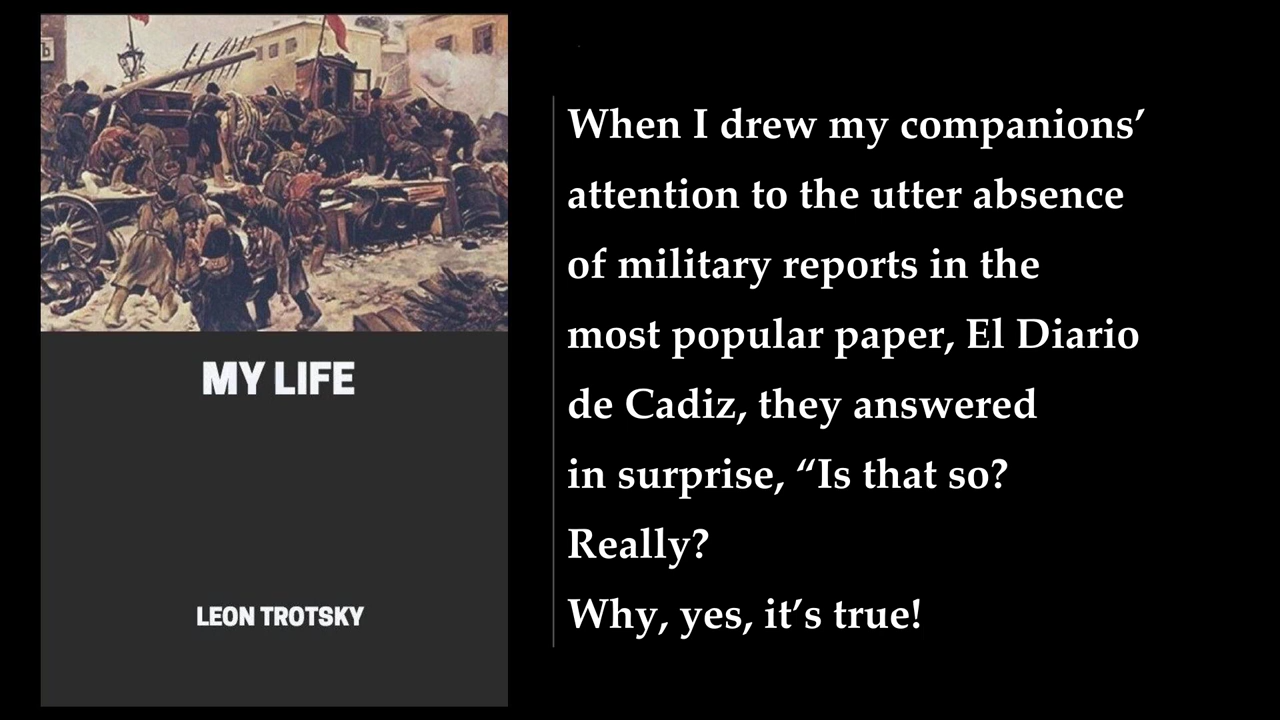 MY LIFE
LEON TROTSKY
When I drew my companions’
attention to the utter absence
of military reports in the
most popular paper, El Diario
de Cadiz, they answered
in surprise, “Is that so?
Really?
Why, yes, it’s true!